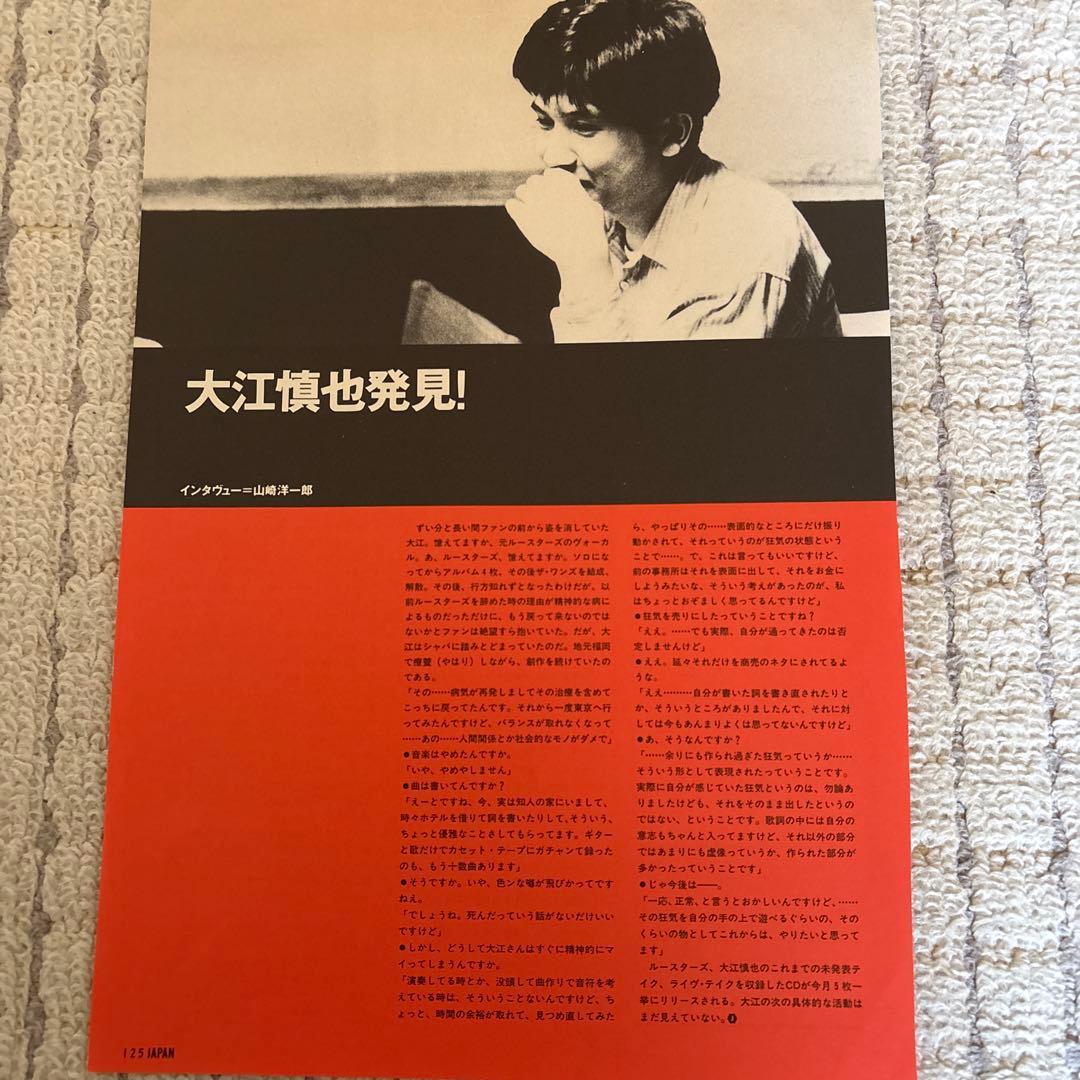 大江慎也発見!
インタヴュー=山崎洋一郎
ずい分と長い間ファンの前から姿を消していた
大江。憶えてますか、元ルースターズのヴォーカ
ル。あ、ルースターズ、憶えてますか。ソロにな
ってからアルバム4枚、その後ザ・ワンズを結成、
解散。その後、行方知れずとなったわけだが、以
前ルースターズを辞めた時の理由が精神的な病に
よるものだっただけに、もう戻って来ないのでは
ないかとファンは絶望すら抱いていた。だが、大
江はシャバに踏みとどまっていたのだ。地元福岡
で療養（やはり）しながら、創作を続けていたの
である。
「その……病気が再発しましてその治療を含めて
こっちに戻ってたんです。それから一度東京へ行
ってみたんですけど、バランスが取れなくなって
……あの……人間関係とか社会的なモノがダメで」
●音楽はやめたんですか。
「いや、やめやしません」
●曲は書いてんですか？
「えーとですね、今、実は知人の家にいまして、
時々ホテルを借りて詞を書いたりして、そういう、
ちょっと優雅なことさしてもらってます。ギター
と歌だけでカセット・テープにガチャンて録った
のも、もう十数曲あります」
●そうですか。いや、色ンな噂が飛びかってです
ねえ。
「でしょうね。死んだっていう話がないだけいい
ですけど」
●しかし、どうして大江さんはすぐに精神的にマ
イってしまうんですか。
「演奏してる時とか、没頭して曲作りで音符を考
えている時は、そういうことないんですけど、ち
ょっと、時間の余裕が取れて、見つめ直してみた
ら、やっぱりその……表面的なところにだけ振り
動かされて、それっていうのが狂気の状態という
ことで……。で、これは言ってもいいですけど、
前の事務所はそれを表面に出して、それをお金に
しようみたいな、そういう考えがあったのが、私
はちょっとおぞましく思ってるんですけど」
●狂気を売りにしたっていうことですね？
「ええ。……でも実際、自分が通ってきたのは否
定しませんけど」
●ええ。延々それだけを商売のネタにされてるよ
うな。
「ええ………自分が書いた詞を書き直されたりと
か、そういうところがありましたんで、それに対
しては今もあんまりよくは思ってないんですけど」
●あ、そうなんですか？
「……余りにも作られ過ぎた狂気っていうか……
そういう形として表現されたっていうことです。
実際に自分が感じていた狂気というのは、勿論あ
りましたけども、それをそのまま出したというの
ではない、ということです。歌詞の中には自分の
意志もちゃんと入ってますけど、それ以外の部分
ではあまりにも虚像っていうか、作られた部分が
多かったっていうことです」
●じゃ今後は――。
「一応、正常、と言うとおかしいんですけど、……
その狂気を自分の手の上で遊べるぐらいの、その
くらいの物としてこれからは、やりたいと思って
ます」
ルースターズ、大江慎也のこれまでの未発表テ
イク、ライヴ・テイクを収録したCDが今月5枚一
挙にリリースされる。大江の次の具体的な活動は
まだ見えていない。
125 JAPAN